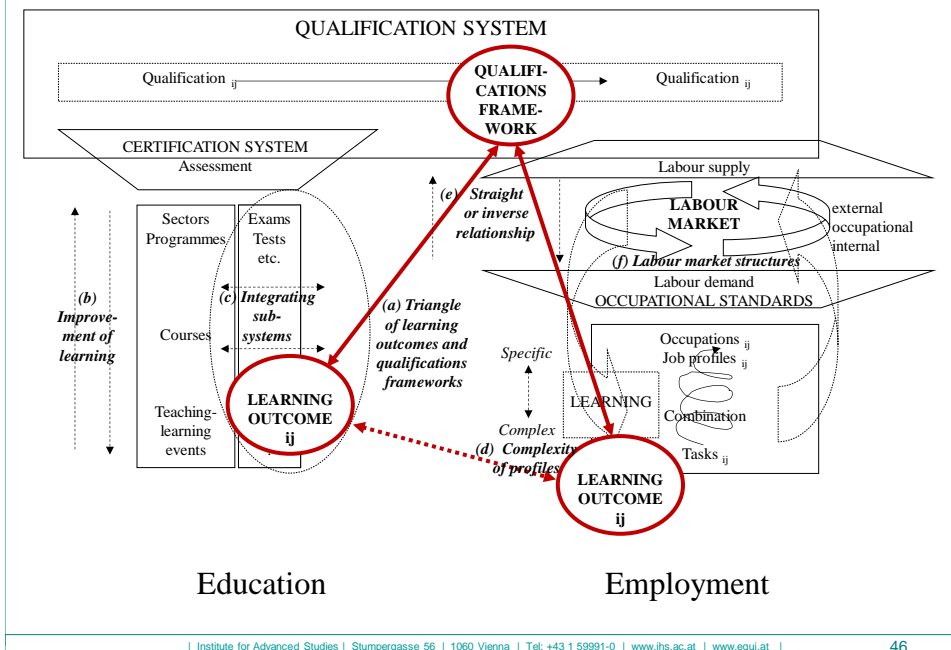 QUALIFICATION SYSTEM
Qualification ij
QUALIFI-
CATIONS
FRAME-
WORK
Qualification ij
CERTIFICATION SYSTEM
Assessment
Labour supply
(e) Straight
or inverse
relationship
LABOUR
MARKET
external
occupational
internal
(f) Labour market structures
Labour demand
OCCUPATIONAL STANDARDS
Sectors
Programmes
Exams
Tests
etc.
(b)
Improve-
ment of
learning
(c) Integrating
sub-
systems
(a) Triangle
of learning
outcomes and
qualifications
frameworks
Courses
Specific
Occupations ij
Job profiles ij
LEARNING
OUTCOME
ij
LEARNING
Combination
Teaching-
learning
events
Complex
(d) Complexity
of profiles
Tasks ij
LEARNING
OUTCOME
ij
Education
Employment
| Institute for Advanced Studies | Stumpergasse 56 | 1060 Vienna | Tel: +43 1 59991-0 | www.ihs.ac.at | www.equi.at |
46